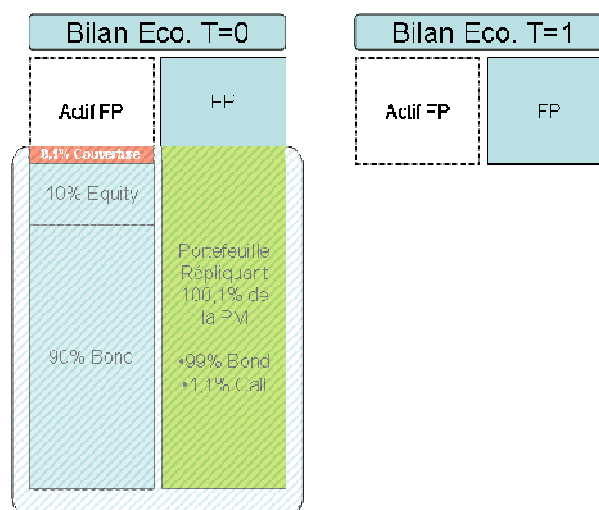 Bilan Eco. T=0
Bilan Eco. T=1
Actif FP
FP
Actif FP
FP
0.1% Couverture
10% Equity
Portefeuille
Répliquant
100,1% de
la PM
90% Bond
•99% Bond
•1,1% Call